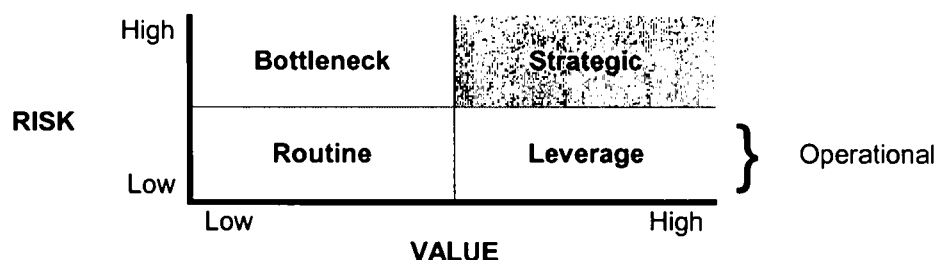 High
Bottleneck Strategic
RISK
Routine Leverage } Operational
Low
Low High
VALUE